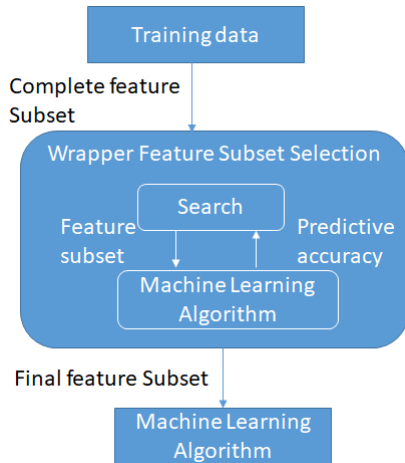 Training data
Complete feature
Subset
Wrapper Feature Subset Selection
Search
Feature
subset
Predictive
accuracy
Machine Learning
Algorithm
Final feature Subset
Machine Learning
Algorithm